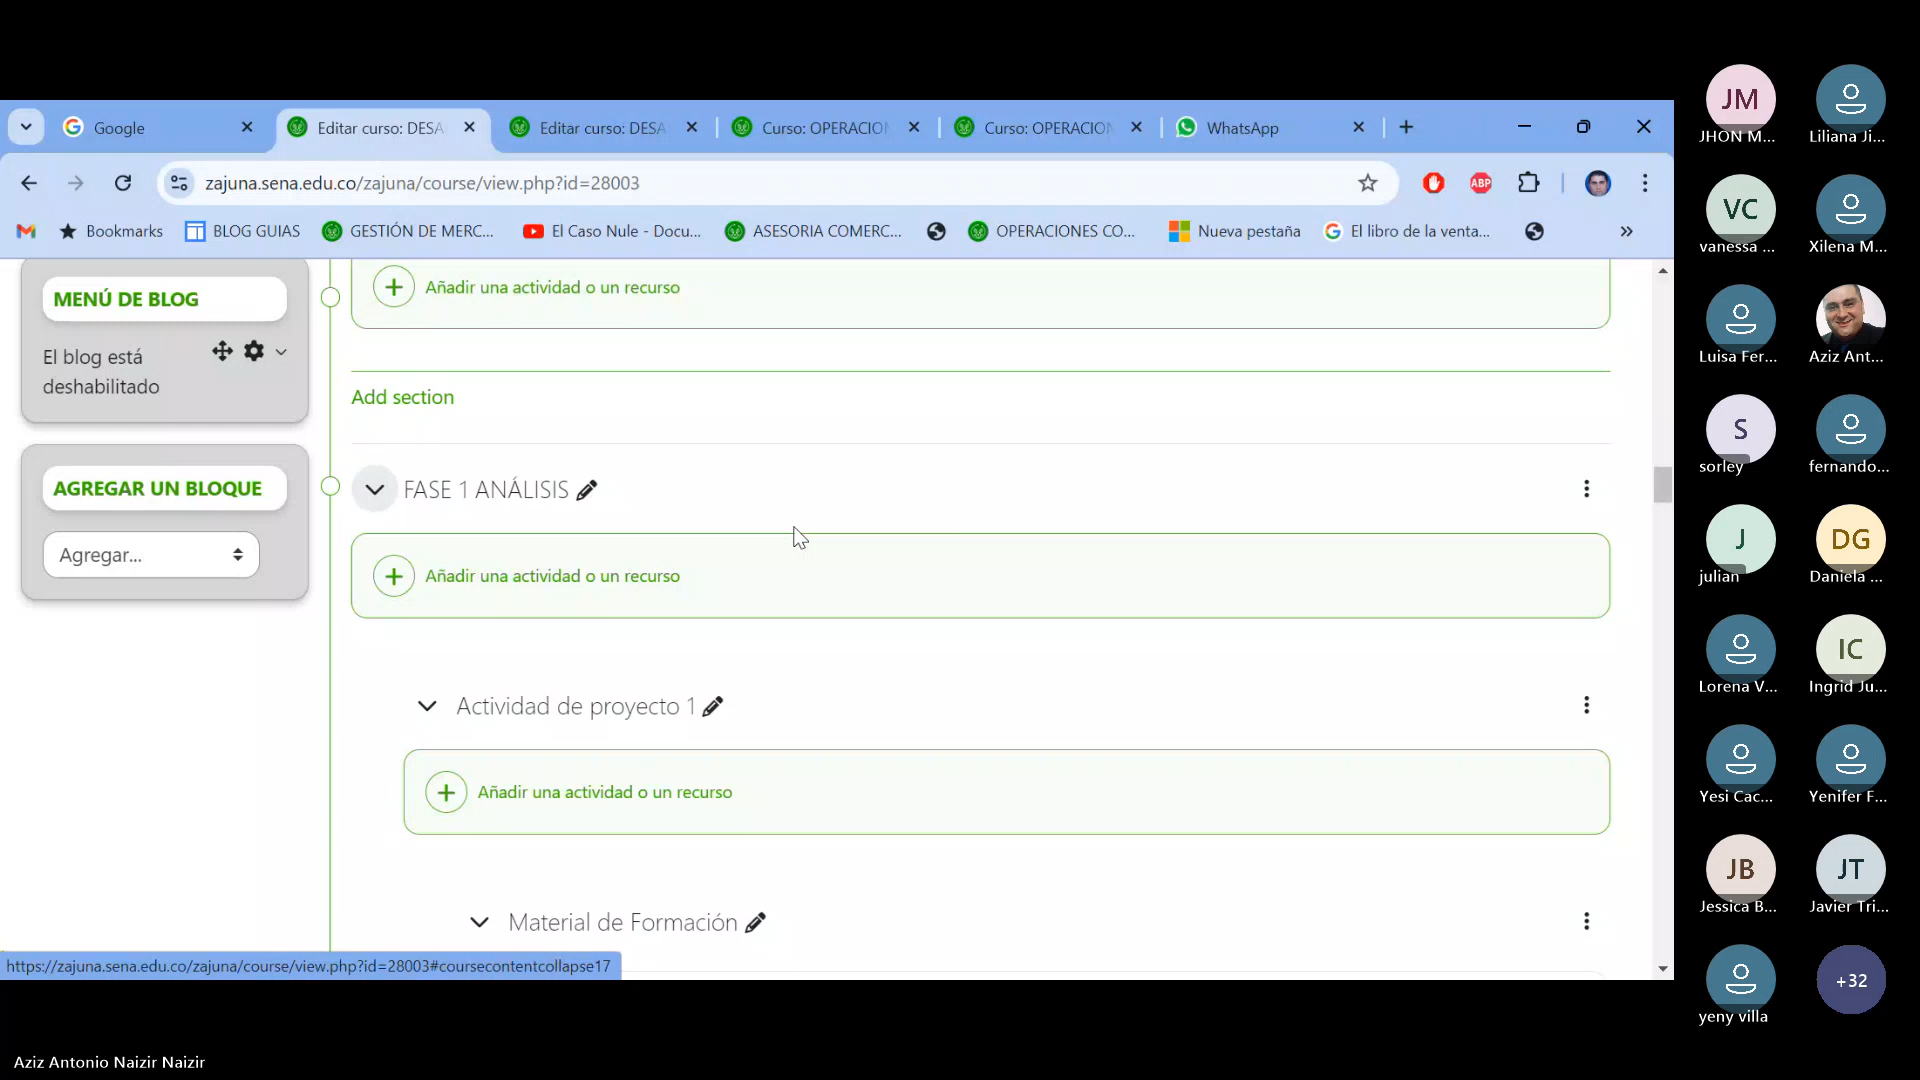 Google
Editar curso: DESA
Editar curso: DESA
Curso: OPERACION
Curso: OPERACION
WhatsApp
zajuna.sena.edu.co/zajuna/course/view.php?id=28003
ABP
Bookmarks
BLOG GUIAS
GESTIÓN DE MERC...
El Caso Nule - Docu...
ASESORIA COMERC...
OPERACIONES CO...
Nueva pestaña
El libro de la venta...
MENÚ DE BLOG
El blog está
deshabilitado
AGREGAR UN BLOQUE
Agregar...
Añadir una actividad o un recurso
Add section
FASE 1 ANÁLISIS
Añadir una actividad o un recurso
Actividad de proyecto 1
Añadir una actividad o un recurso
Material de Formación
https://zajuna.sena.edu.co/zajuna/course/view.php?id=28003#coursecontentcollapse17
JM
JHON M...
Liliana Ji...
VC
vanessa ...
Xilena M...
Luisa Fer...
Aziz Ant...
S
sorley
fernando...
J
julian
DG
Daniela ...
Lorena V...
IC
Ingrid Ju...
Yesi Cac...
Yenifer F...
JB
Jessica B...
JT
Javier Tri...
yeny villa
+32
Aziz Antonio Naizir Naizir